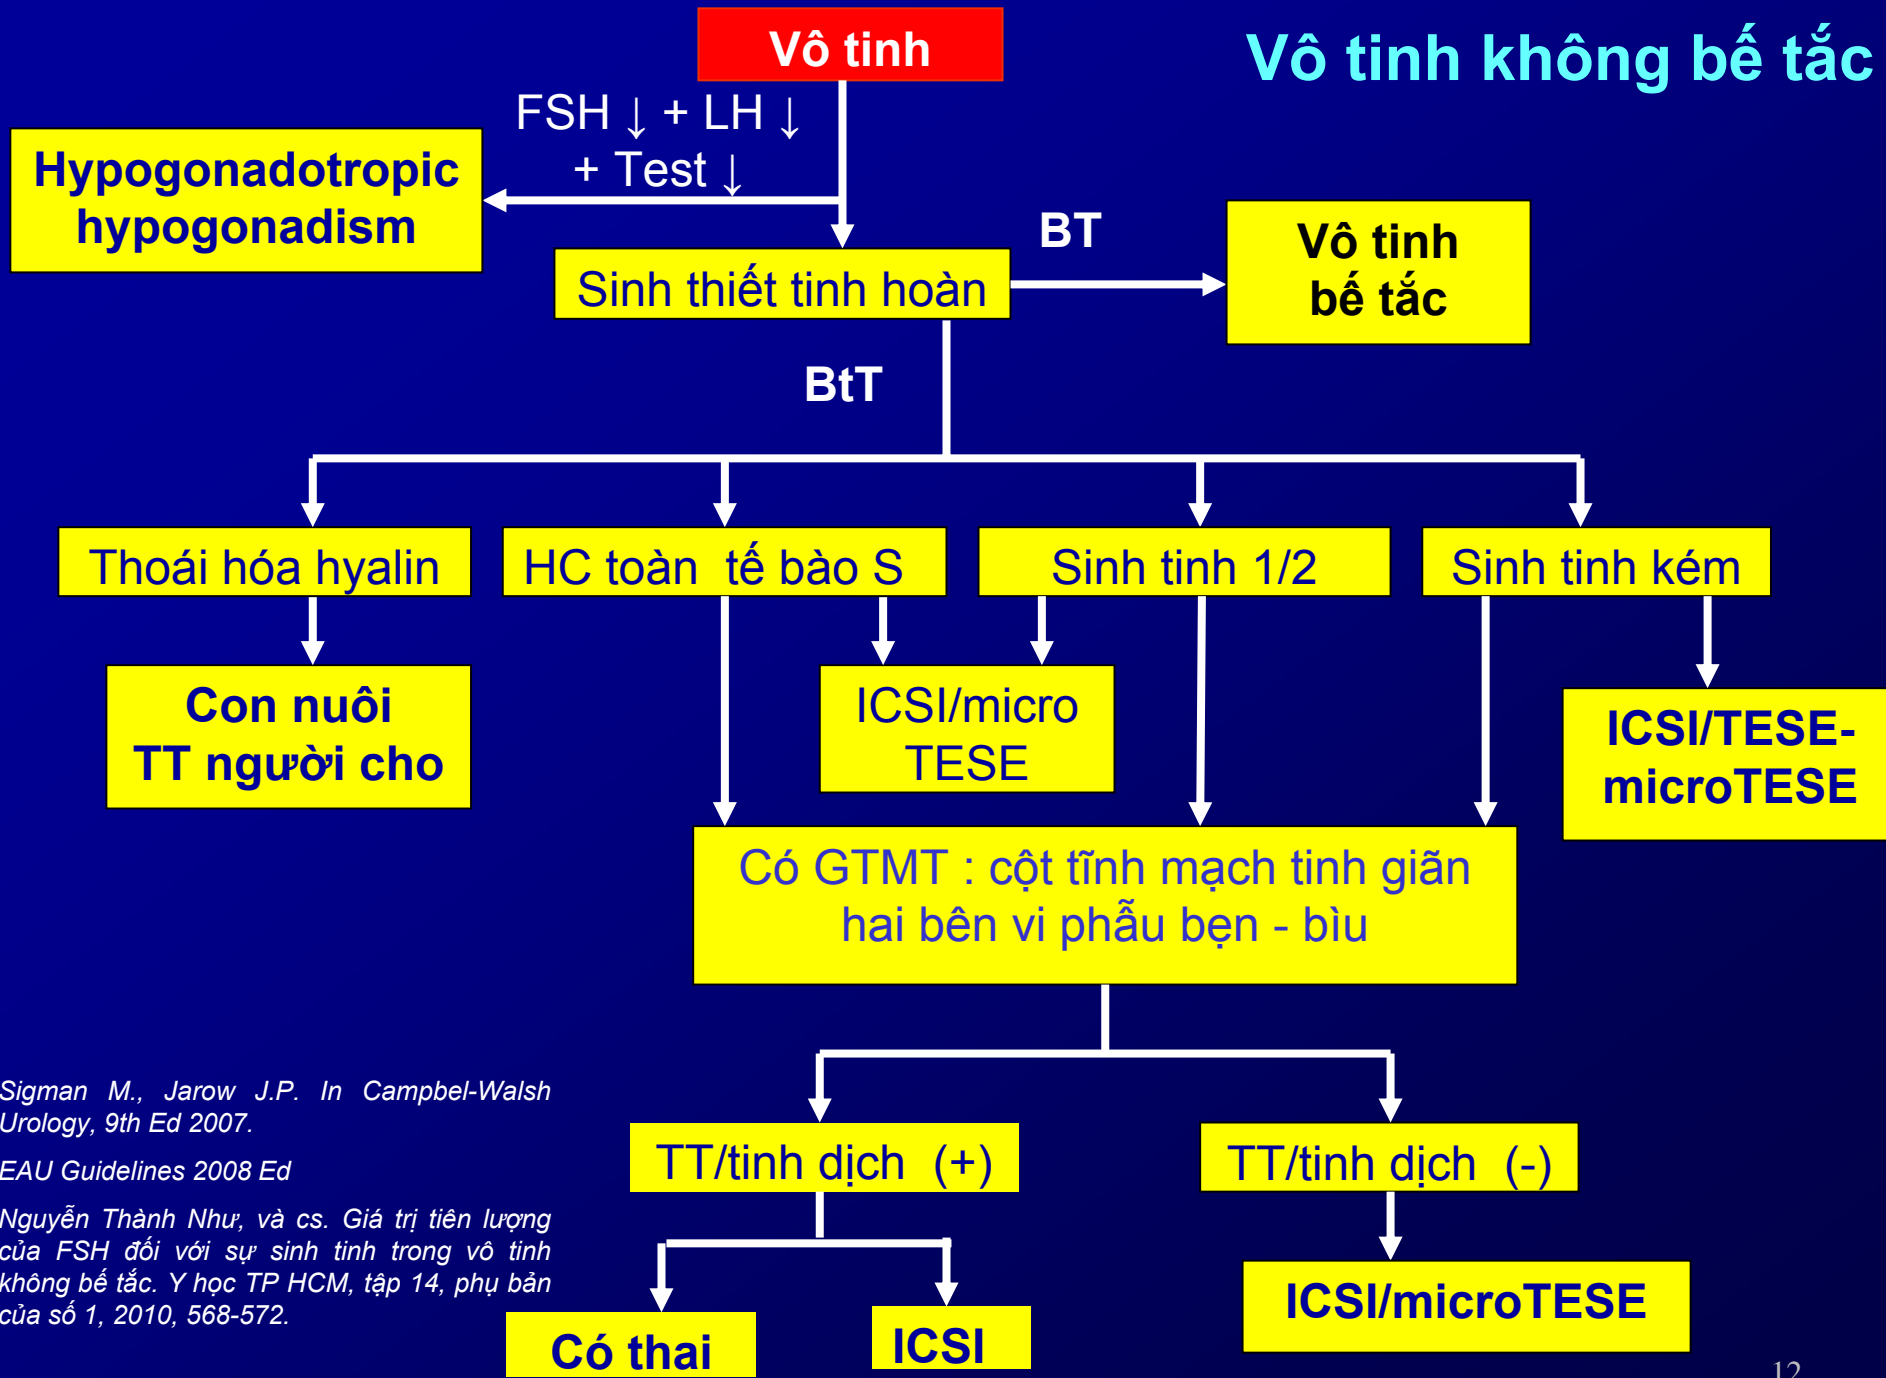 Vô tinh không bế tắc
Vô tinh
FSH ↓ + LH ↓
+ Test ↓
Hypogonadotropic
hypogonadism
Sinh thiết tinh hoàn
BT
Vô tinh
bế tắc
BtT
Thoái hóa hyalin
HC toàn tế bào S
Sinh tinh 1/2
Sinh tinh kém
Con nuôi
TT người cho
ICSI/micro
TESE
ICSI/TESE-
microTESE
Có GTMT : cột tĩnh mạch tinh giãn
hai bên vi phẫu bẹn - bìu
TT/tinh dịch (+)
TT/tinh dịch (-)
Có thai
ICSI
ICSI/microTESE
Sigman M., Jarow J.P. In Campbel-Walsh
Urology, 9th Ed 2007.
EAU Guidelines 2008 Ed
Nguyễn Thành Như, và cs. Giá trị tiên lượng
của FSH đối với sự sinh tinh trong vô tinh
không bế tắc. Y học TP HCM, tập 14, phụ bản
của số 1, 2010, 568-572.
12